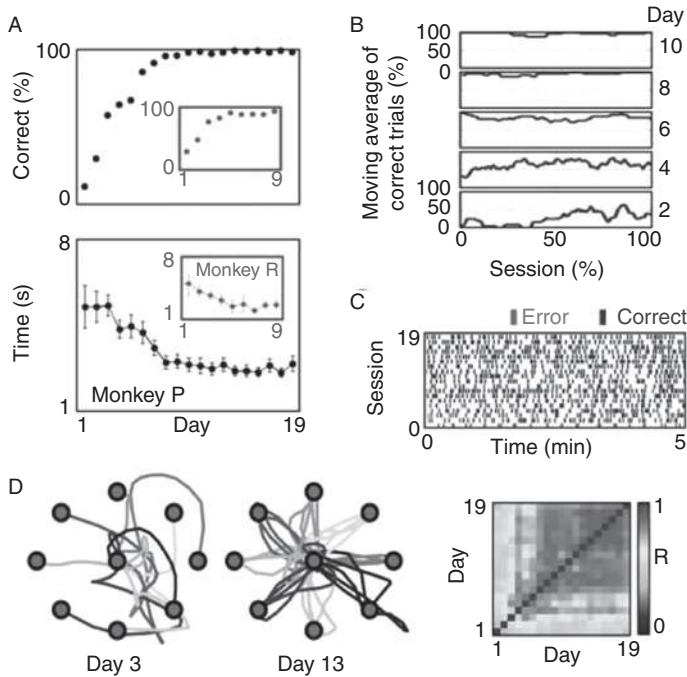 A
100
Correct (%)
0
100
0
1
9
8
Time (s)
1
Monkey P
8
Monkey R
1
1
9
1
Day
19
B
Day
Moving average of
correct trials (%)
100
50
0
10
8
6
4
100
50
0
2
0
50
100
Session (%)
C
Error
Correct
19
Session
0
0
Time (min)
5
D
Day 3
Day 13
19
Day
1
1
Day
19
1
R
0